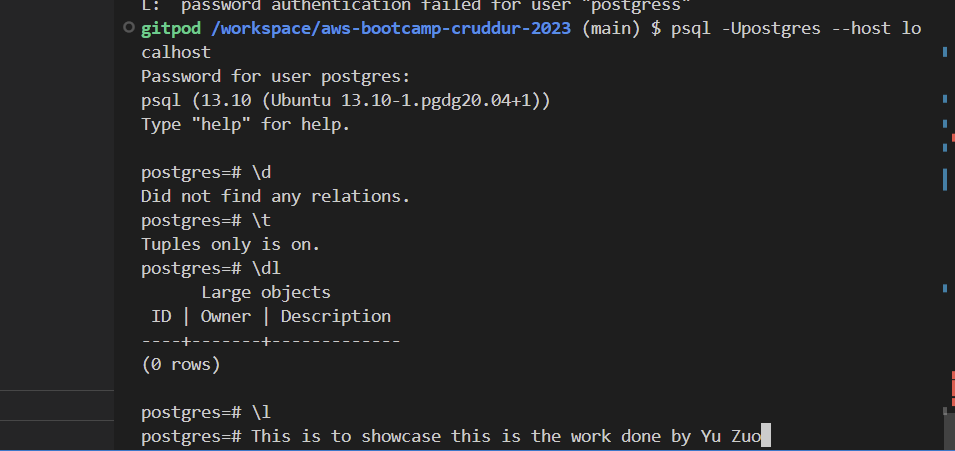 L:  password authentication failed for user "postgress"
gitpod /workspace/aws-bootcamp-cruddur-2023 (main) $ psql -Upostgres --host lo
calhost
Password for user postgres:
psql (13.10 (Ubuntu 13.10-1.pgdg20.04+1))
Type "help" for help.

postgres=# \d
Did not find any relations.
postgres=# \t
Tuples only is on.
postgres=# \dl
      Large objects
 ID | Owner | Description
----+-------+-------------
(0 rows)

postgres=# \l
postgres=# This is to showcase this is the work done by Yu Zuo